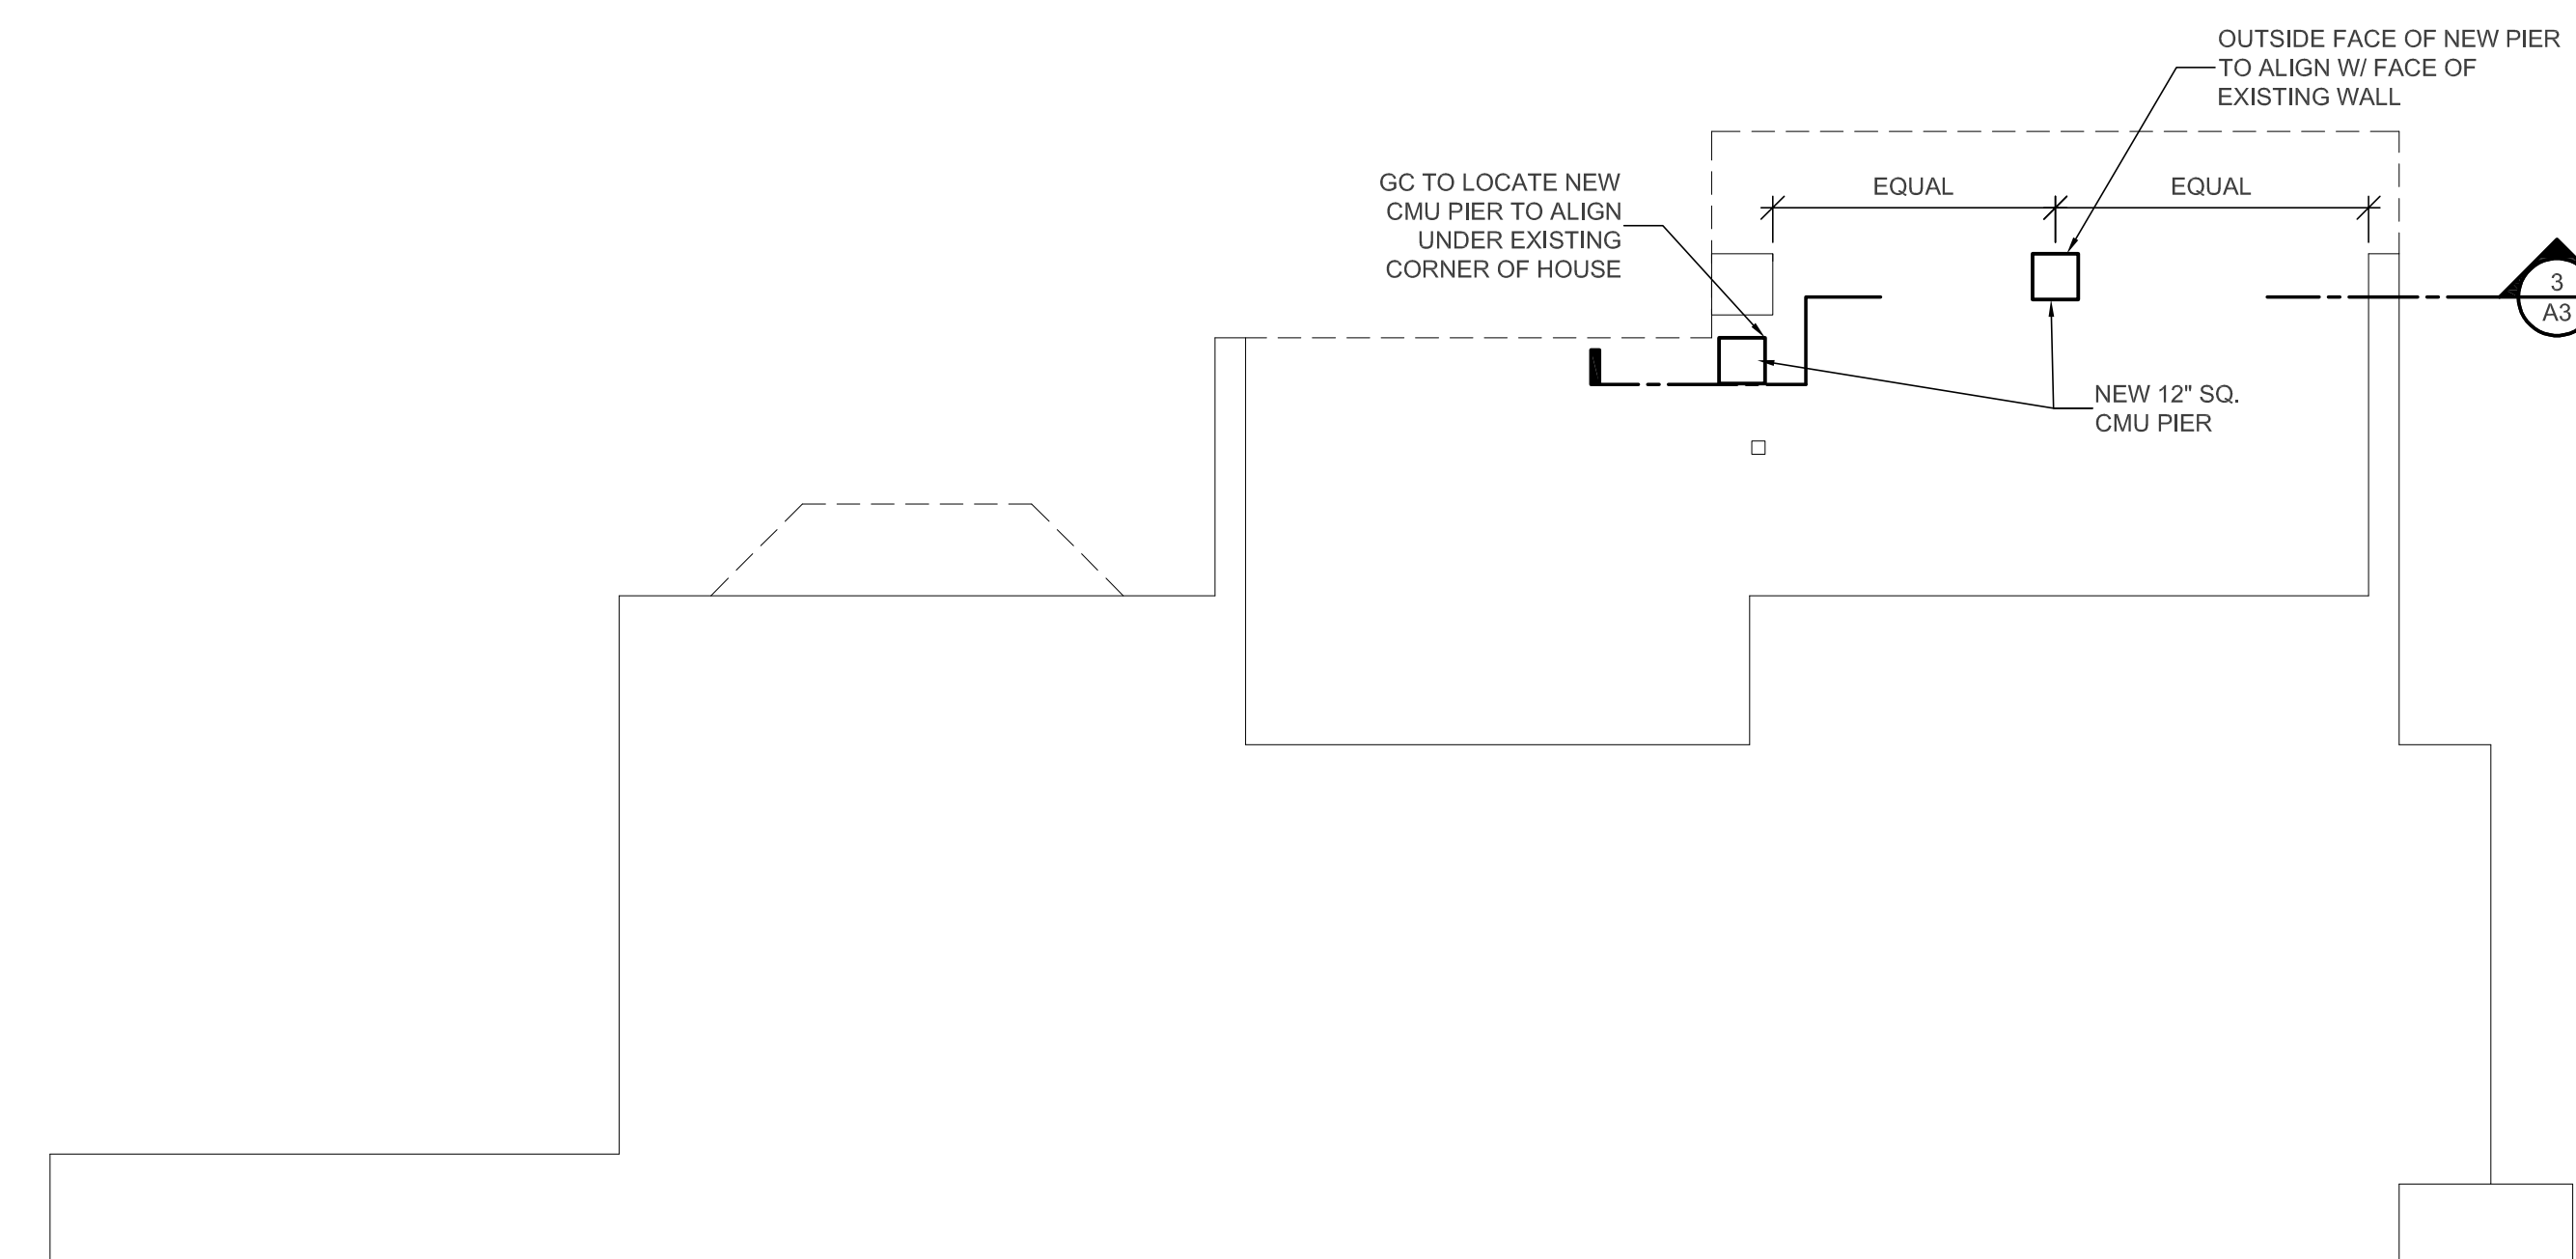 OUTSIDE FACE OF NEW PIER
TO ALIGN W/ FACE OF
EXISTING WALL
GC TO LOCATE NEW
CMU PIER TO ALIGN
UNDER EXISTING
CORNER OF HOUSE
EQUAL
EQUAL
3
A3
NEW 12" SQ.
CMU PIER